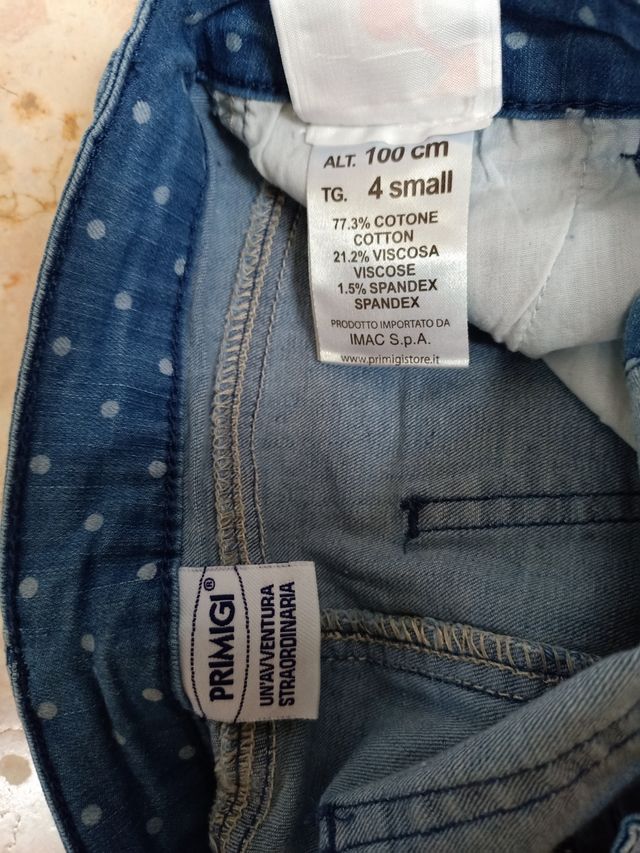 ALT. 100 cm
TG. 4 small
77.3% COTONE
COTTON
21.2% VISCOSA
VISCOSE
1.5% SPANDEX
SPANDEX
PRODOTTO IMPORTATO DA
IMAC S.p.A.
www.primigistore.it
PRIMIGI®
UN'AVVENTURA
STRAORDINARIA